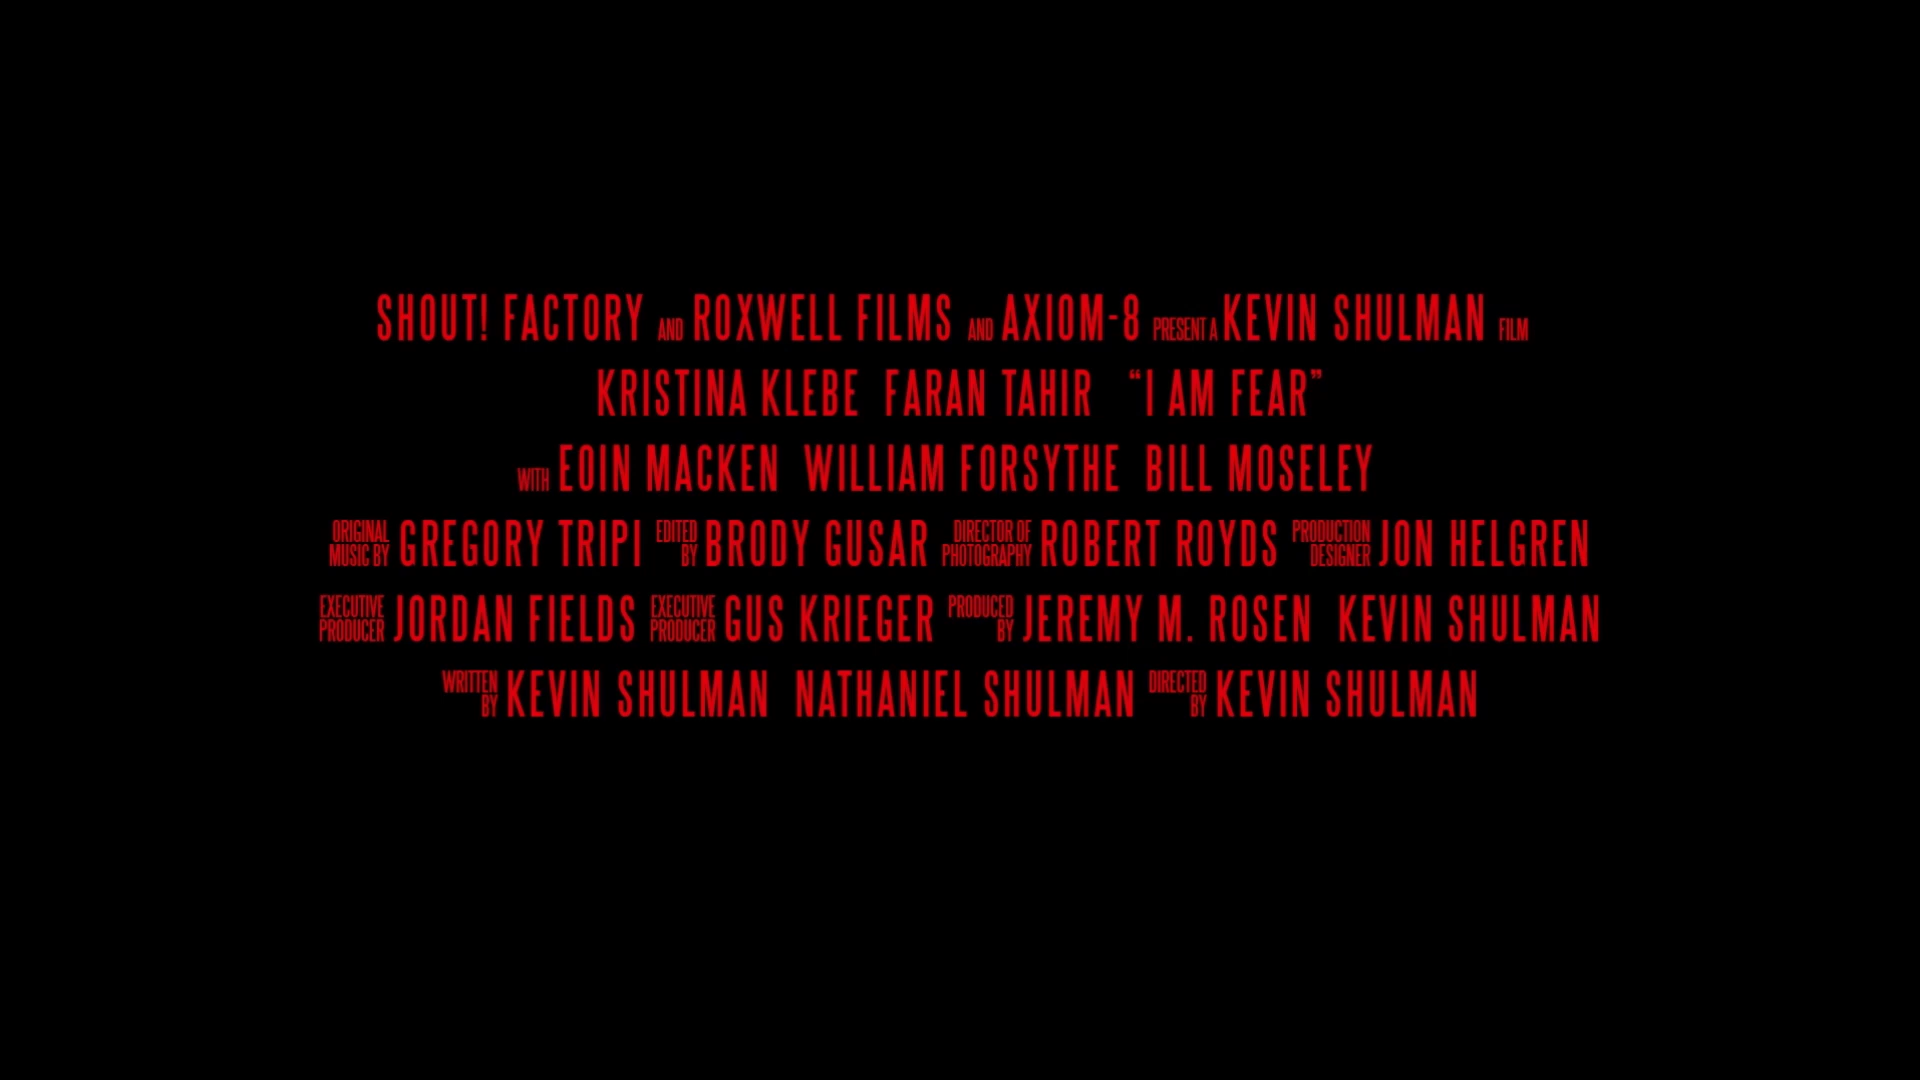 SHOUT! FACTORY AND ROXWELL FILMS AND AXIOM-8 PRESENT A KEVIN SHULMAN FILM
KRISTINA KLEBE FARAN TAHIR “I AM FEAR”
WITH EOIN MACKEN WILLIAM FORSYTHE BILL MOSELEY
ORIGINAL MUSIC BY GREGORY TRIPI EDITED BY BRODY GUSAR DIRECTOR OF PHOTOGRAPHY ROBERT ROYDS PRODUCTION DESIGNER JON HELGREN
EXECUTIVE PRODUCER JORDAN FIELDS EXECUTIVE PRODUCER GUS KRIEGER PRODUCED BY JEREMY M. ROSEN KEVIN SHULMAN
WRITTEN BY KEVIN SHULMAN NATHANIEL SHULMAN DIRECTED BY KEVIN SHULMAN